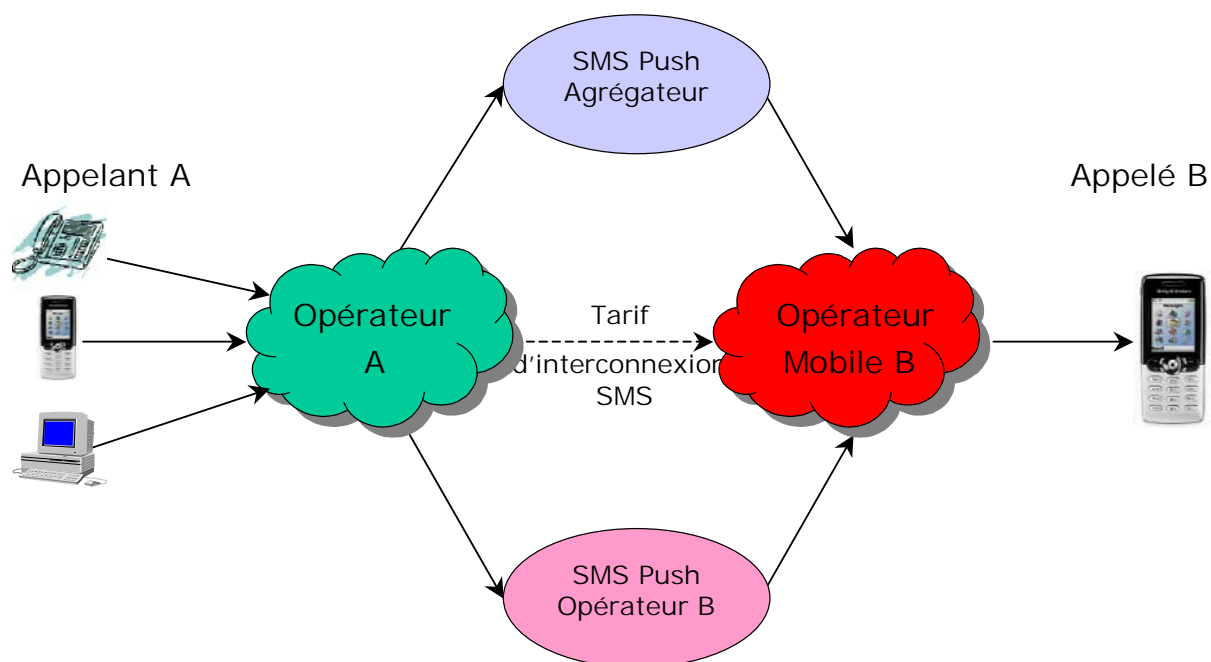 SMS Push
Agrégateur
Appelant A
Appelé B
Opérateur
A
Tarif
d'interconnexion
SMS
Opérateur
Mobile B
SMS Push
Opérateur B